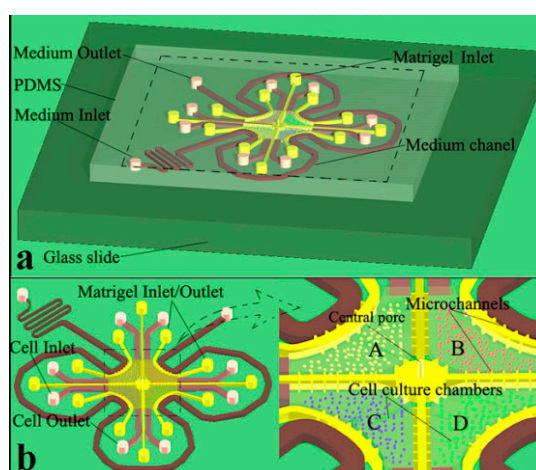 Medium Outlet
Matrigel Inlet
PDMS
Medium Inlet
Medium chanel
Glass slide
a
Matrigel Inlet/Outlet
Cell Inlet
Cell Outlet
b
Microchannels
Central pore
A
B
Cell culture chambers
C
D